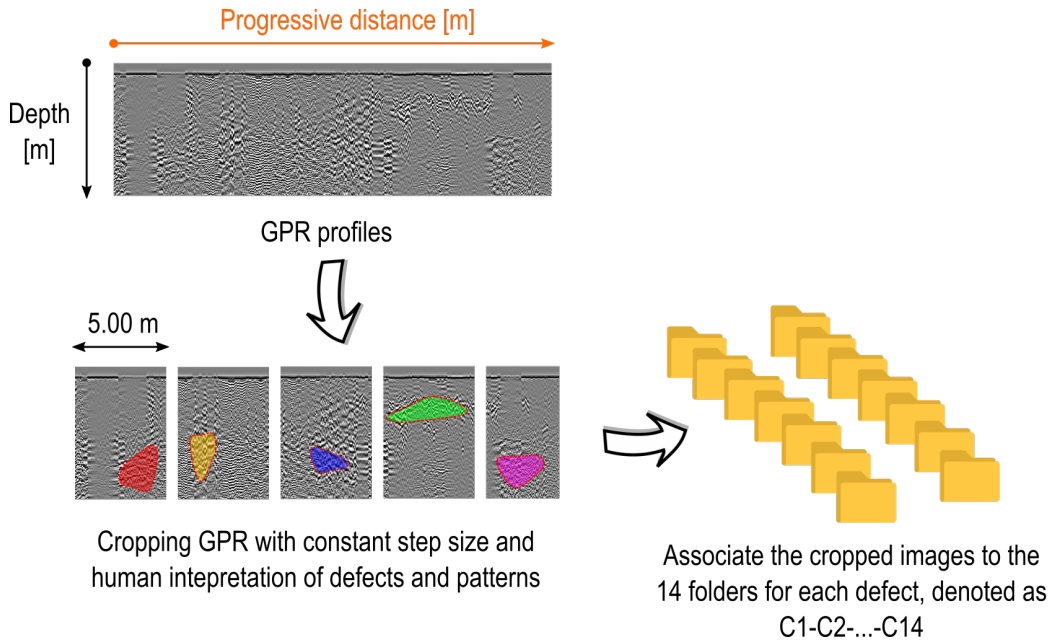 Progressive distance [m]
Depth
[m]
GPR profiles
5.00 m
Cropping GPR with constant step size and
human intepretation of defects and patterns
Associate the cropped images to the
14 folders for each defect, denoted as
C1-C2-...-C14